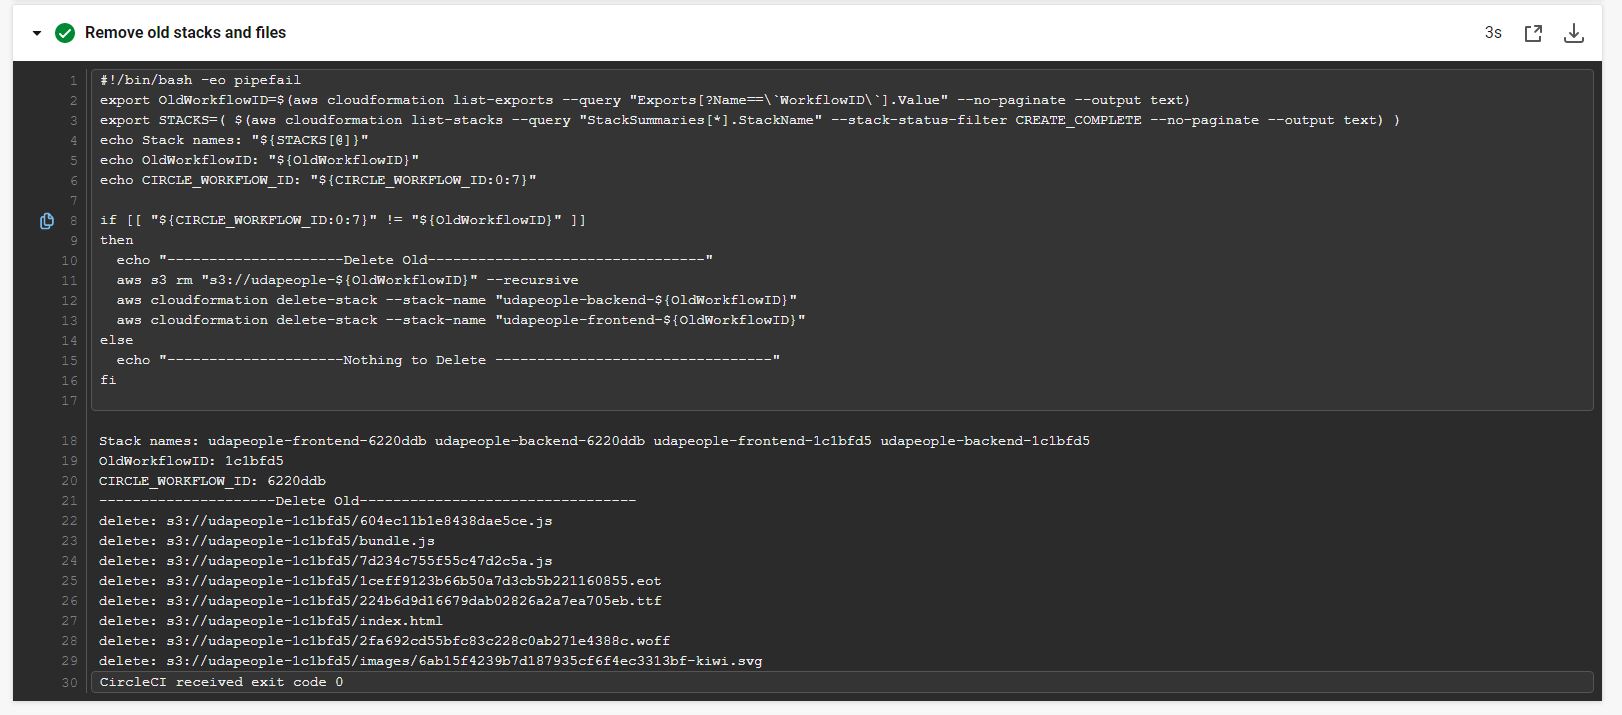 Remove old stacks and files
3s
1 #!/bin/bash -eo pipefail
2 export OldWorkflowID=$(aws cloudformation list-exports --query "Exports[?Name==\`WorkflowID\`].Value" --no-paginate --output text)
3 export STACKS=( $(aws cloudformation list-stacks --query "StackSummaries[*].StackName" --stack-status-filter CREATE_COMPLETE --no-paginate --output text) )
4 echo Stack names: "${STACKS[@]}"
5 echo OldWorkflowID: "${OldWorkflowID}"
6 echo CIRCLE_WORKFLOW_ID: "${CIRCLE_WORKFLOW_ID:0:7}"
7
8 if [[ "${CIRCLE_WORKFLOW_ID:0:7}" != "${OldWorkflowID}" ]]
9 then
10   echo "---------------------Delete Old---------------------------------"
11   aws s3 rm "s3://udapeople-${OldWorkflowID}" --recursive
12   aws cloudformation delete-stack --stack-name "udapeople-backend-${OldWorkflowID}"
13   aws cloudformation delete-stack --stack-name "udapeople-frontend-${OldWorkflowID}"
14 else
15   echo "---------------------Nothing to Delete ---------------------------------"
16 fi
17
18 Stack names: udapeople-frontend-6220ddb udapeople-backend-6220ddb udapeople-frontend-1c1bfd5 udapeople-backend-1c1bfd5
19 OldWorkflowID: 1c1bfd5
20 CIRCLE_WORKFLOW_ID: 6220ddb
21 ---------------------Delete Old---------------------------------
22 delete: s3://udapeople-1c1bfd5/604ec11b1e8438dae5ce.js
23 delete: s3://udapeople-1c1bfd5/bundle.js
24 delete: s3://udapeople-1c1bfd5/7d234c755f55c47d2c5a.js
25 delete: s3://udapeople-1c1bfd5/1ceff9123b66b50a7d3cb5b221160855.eot
26 delete: s3://udapeople-1c1bfd5/224b6d9d16679dab02826a2a7ea705eb.ttf
27 delete: s3://udapeople-1c1bfd5/index.html
28 delete: s3://udapeople-1c1bfd5/2fa692cd55bfc83c228c0ab271e4388c.woff
29 delete: s3://udapeople-1c1bfd5/images/6ab15f4239b7d187935cf6f4ec3313bf-kiwi.svg
30 CircleCI received exit code 0